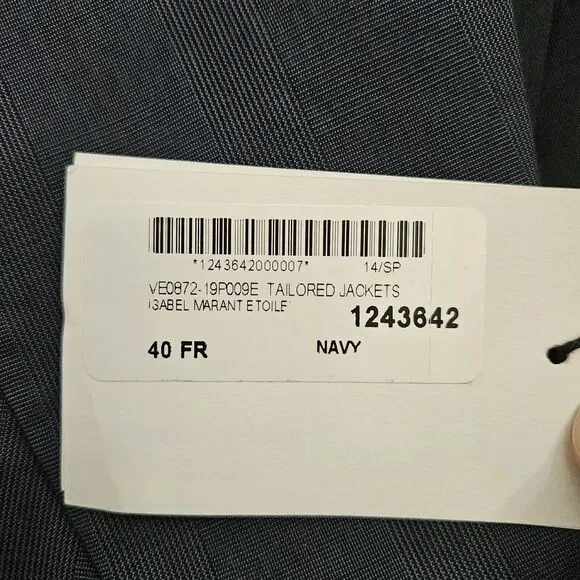 *1243642000007* 14/SP
VE0872-19P009E TAILORED JACKETS
ISABEL MARANT ETOILE
1243642
40 FR NAVY